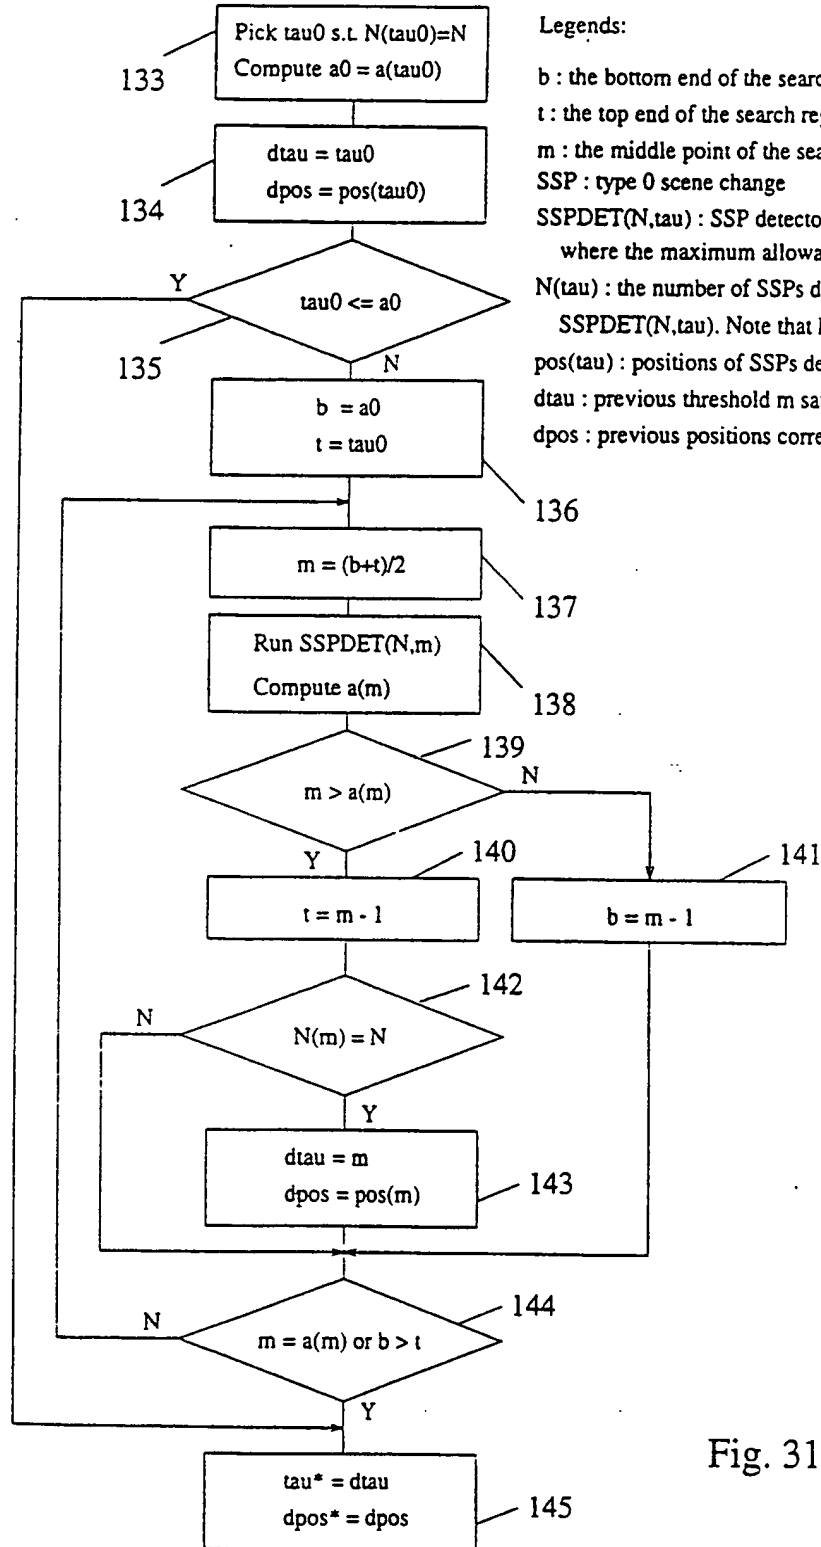 Pick tau0 s.t. N(tau0)=N
Compute a0 = a(tau0)
133
dtau = tau0
dpos = pos(tau0)
134
Y
tau0 <= a0
135
N
b = a0
t = tau0
136
m = (b+t)/2
137
Run SSPDET(N,m)
Compute a(m)
138
139
m > a(m)
N
Y
140
141
t = m - 1
b = m - 1
142
N
N(m) = N
Y
dtau = m
dpos = pos(m)
143
144
N
m = a(m) or b > t
Y
tau* = dtau
dpos* = dpos
145
Legends:
b : the bottom end of the searc
t : the top end of the search reg
m : the middle point of the sea
SSP : type 0 scene change
SSPDET(N,tau) : SSP detecto
where the maximum allowa
N(tau) : the number of SSPs d
SSPDET(N,tau). Note that
pos(tau) : positions of SSPs de
dtau : previous threshold m sa
dpos : previous positions corre
Fig. 31